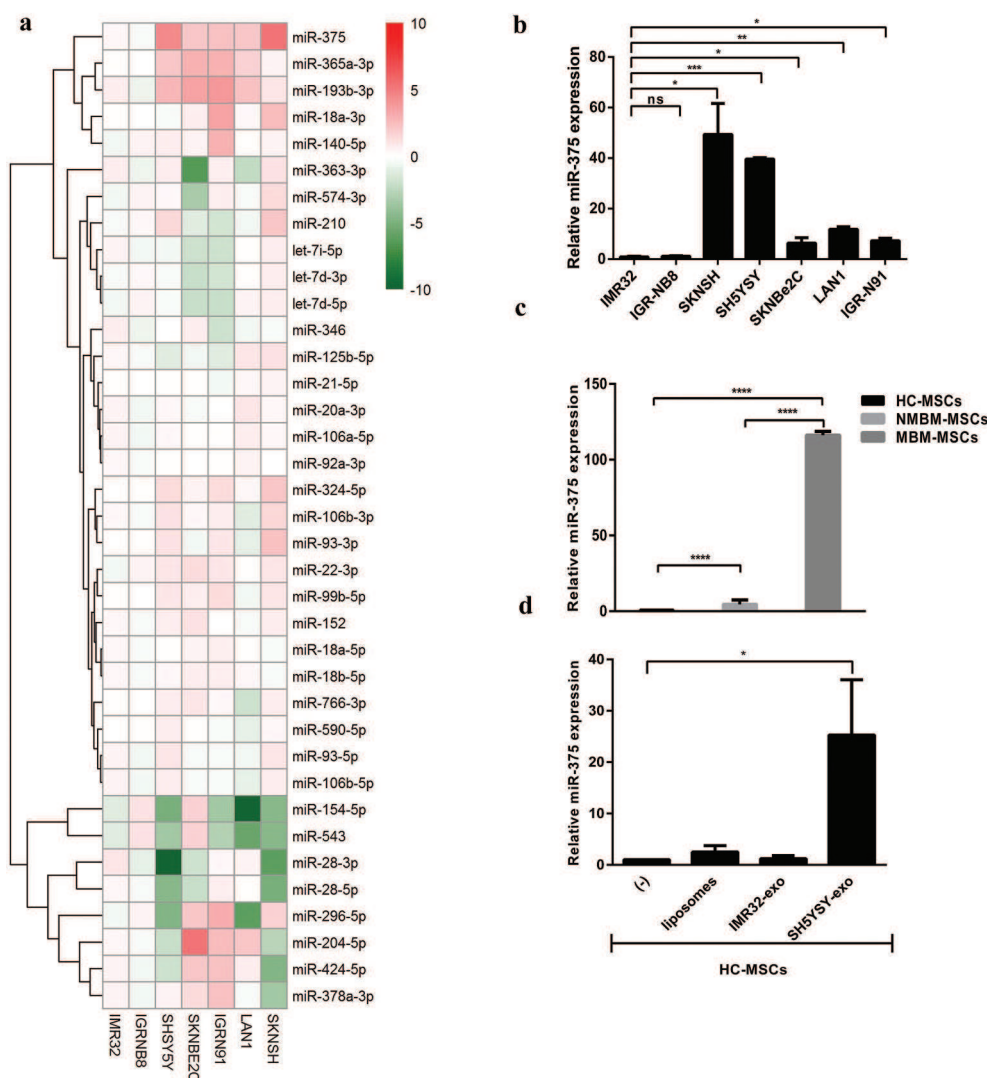 a
10
5
0
-5
-10
miR-375
miR-365a-3p
miR-193b-3p
miR-18a-3p
miR-140-5p
miR-363-3p
miR-574-3p
miR-210
let-7i-5p
let-7d-3p
let-7d-5p
miR-346
miR-125b-5p
miR-21-5p
miR-20a-3p
miR-106a-5p
miR-92a-3p
miR-324-5p
miR-106b-3p
miR-93-3p
miR-22-3p
miR-99b-5p
miR-152
miR-18a-5p
miR-18b-5p
miR-766-3p
miR-590-5p
miR-93-5p
miR-106b-5p
miR-154-5p
miR-543
miR-28-3p
miR-28-5p
miR-296-5p
miR-204-5p
miR-424-5p
miR-378a-3p
IMR32
IGRNB8
SHSY5Y
SKNBE2C
IGRN91
LAN1
SKNSH
b
Relative miR-375 expression
80
60
40
20
0
*
**
*
***
*
ns
IMR32
IGR-NB8
SKNSH
SH5YSY
SKNBe2C
LAN1
IGR-N91
c
Relative miR-375 expression
150
100
50
0
****
****
****
HC-MSCs
NMBM-MSCs
MBM-MSCs
d
Relative miR-375 expression
40
30
20
10
0
*
(-)
liposomes
IMR32-exo
SH5YSY-exo
HC-MSCs